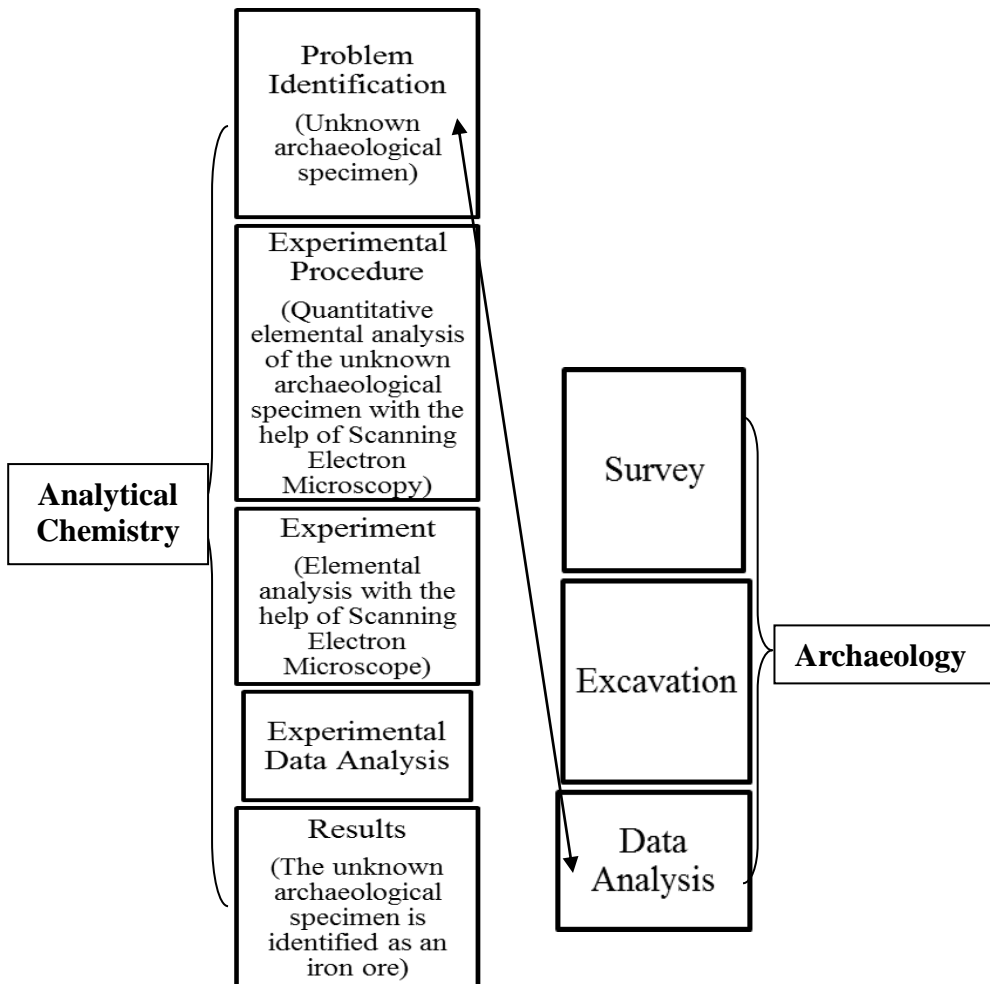 Problem
Identification
(Unknown
archaeological
specimen)
Experimental
Procedure
(Quantitative
elemental analysis
of the unknown
archaeological
specimen with the
help of Scanning
Electron
Microscopy)
Experiment
(Elemental
analysis with the
help of Scanning
Electron
Microscope)
Experimental
Data Analysis
Results
(The unknown
archaeological
specimen is
identified as an
iron ore)
Analytical
Chemistry
Survey
Excavation
Data
Analysis
Archaeology